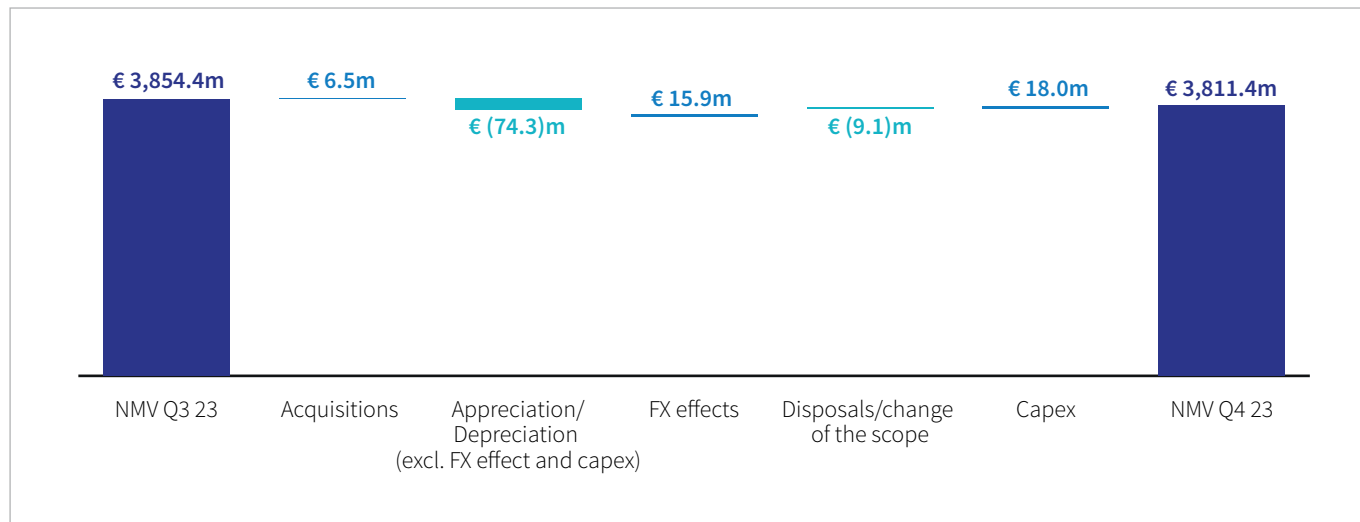 € 3,854.4m
€ 6.5m
€ (74.3)m
€ 15.9m
€ (9.1)m
€ 18.0m
€ 3,811.4m
NMV Q3 23
Acquisitions
Appreciation/
Depreciation
(excl. FX effect and capex)
FX effects
Disposals/change
of the scope
Capex
NMV Q4 23